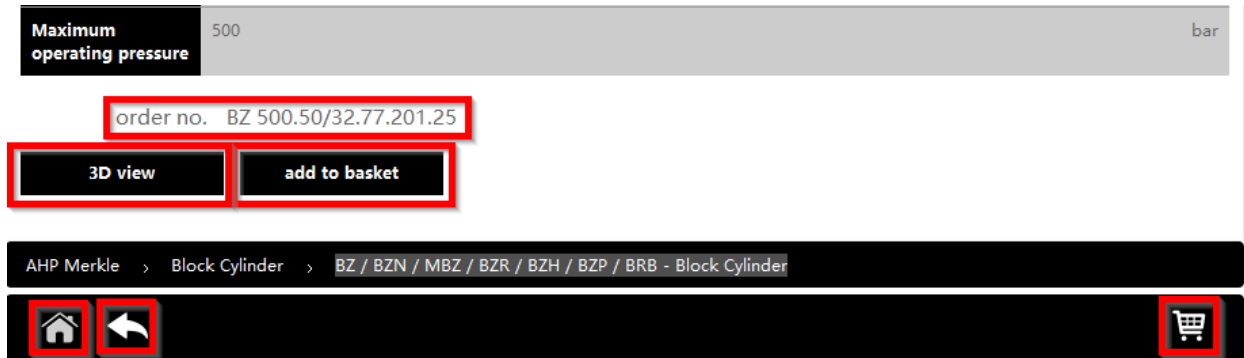 Maximum operating pressure 500 bar
order no. BZ 500.50/32.77.201.25
3D view add to basket
AHP Merkle › Block Cylinder › BZ / BZN / MBZ / BZR / BZH / BZP / BRB - Block Cylinder